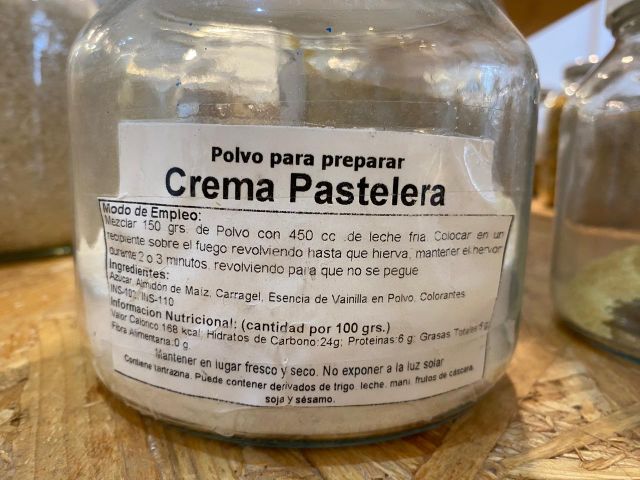 Polvo para preparar
Crema Pastelera
Modo de Empleo:
Mezclar 150 grs. de Polvo con 450 cc .de leche fria. Colocar en un
recipiente sobre el fuego revolviendo hasta que hierva, mantener el hervor
durante 2 o 3 minutos, revolviendo para que no se pegue
Ingredientes:
Azúcar, Almidón de Maíz, Carragel, Esencia de Vainilla en Polvo, Colorantes
INS-102, INS-110
Informacion Nutricional: (cantidad por 100 grs.)
Valor Calórico 168 kcal; Hidratos de Carbono:24g; Proteinas:6 g; Grasas Totales 5 g;
Fibra Alimentaria:0 g.
Mantener en lugar fresco y seco. No exponer a la luz solar
Contiene tartrazina. Puede contener derivados de trigo, leche, mani, frutos de cáscara,
soja y sésamo.